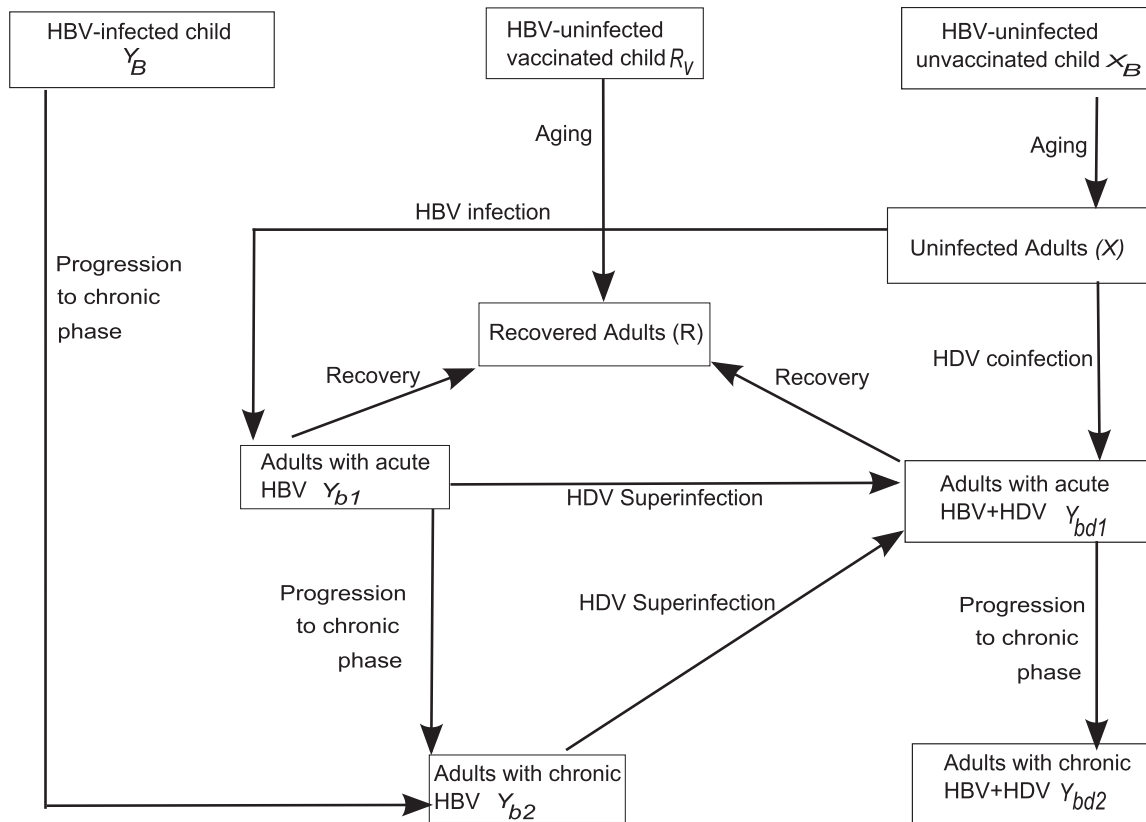 HBV-infected child
Y_B
HBV-uninfected
vaccinated child R_V
HBV-uninfected
unvaccinated child X_B
Aging
Aging
HBV infection
Uninfected Adults (X)
Progression
to chronic
phase
Recovered Adults (R)
HDV coinfection
Recovery
Recovery
Adults with acute
HBV Y_b1
HDV Superinfection
Adults with acute
HBV+HDV Y_bd1
Progression
to chronic
phase
HDV Superinfection
Progression
to chronic
phase
Adults with chronic
HBV Y_b2
Adults with chronic
HBV+HDV Y_bd2